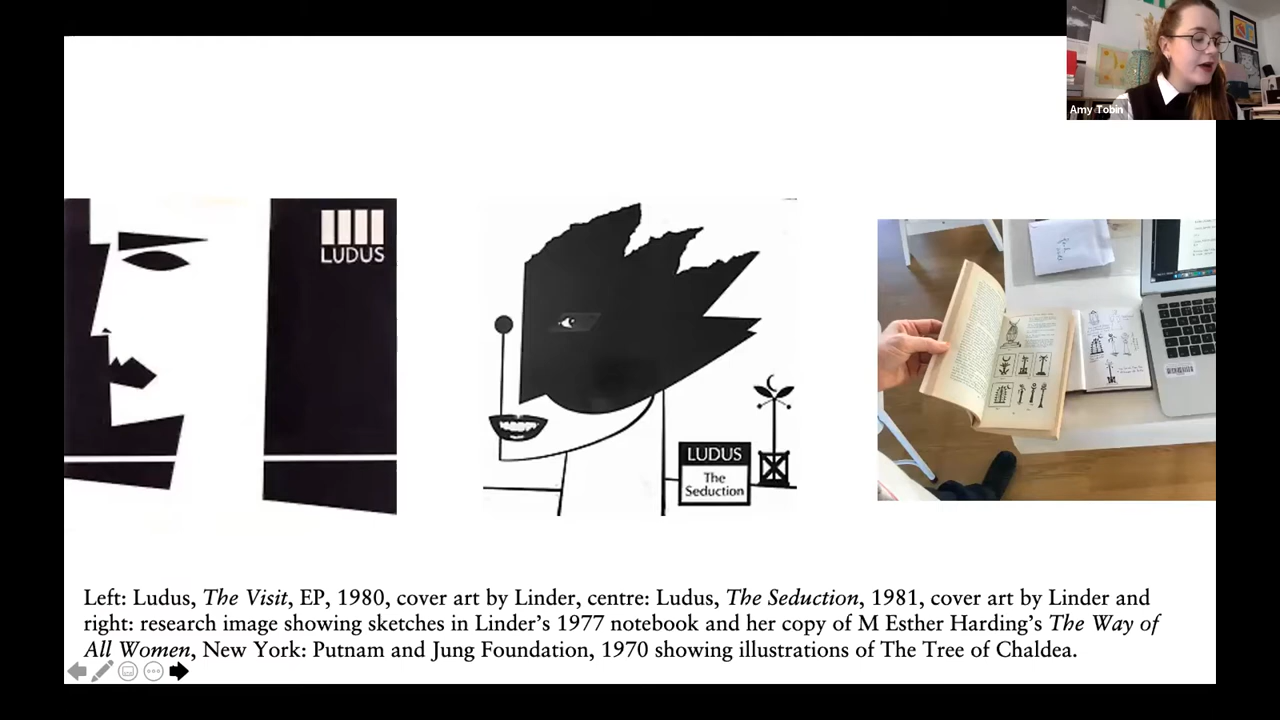 Amy Tobin
LUDUS
LUDUS
The
Seduction
Left: Ludus, The Visit, EP, 1980, cover art by Linder, centre: Ludus, The Seduction, 1981, cover art by Linder and
right: research image showing sketches in Linder’s 1977 notebook and her copy of M Esther Harding’s The Way of
All Women, New York: Putnam and Jung Foundation, 1970 showing illustrations of The Tree of Chaldea.